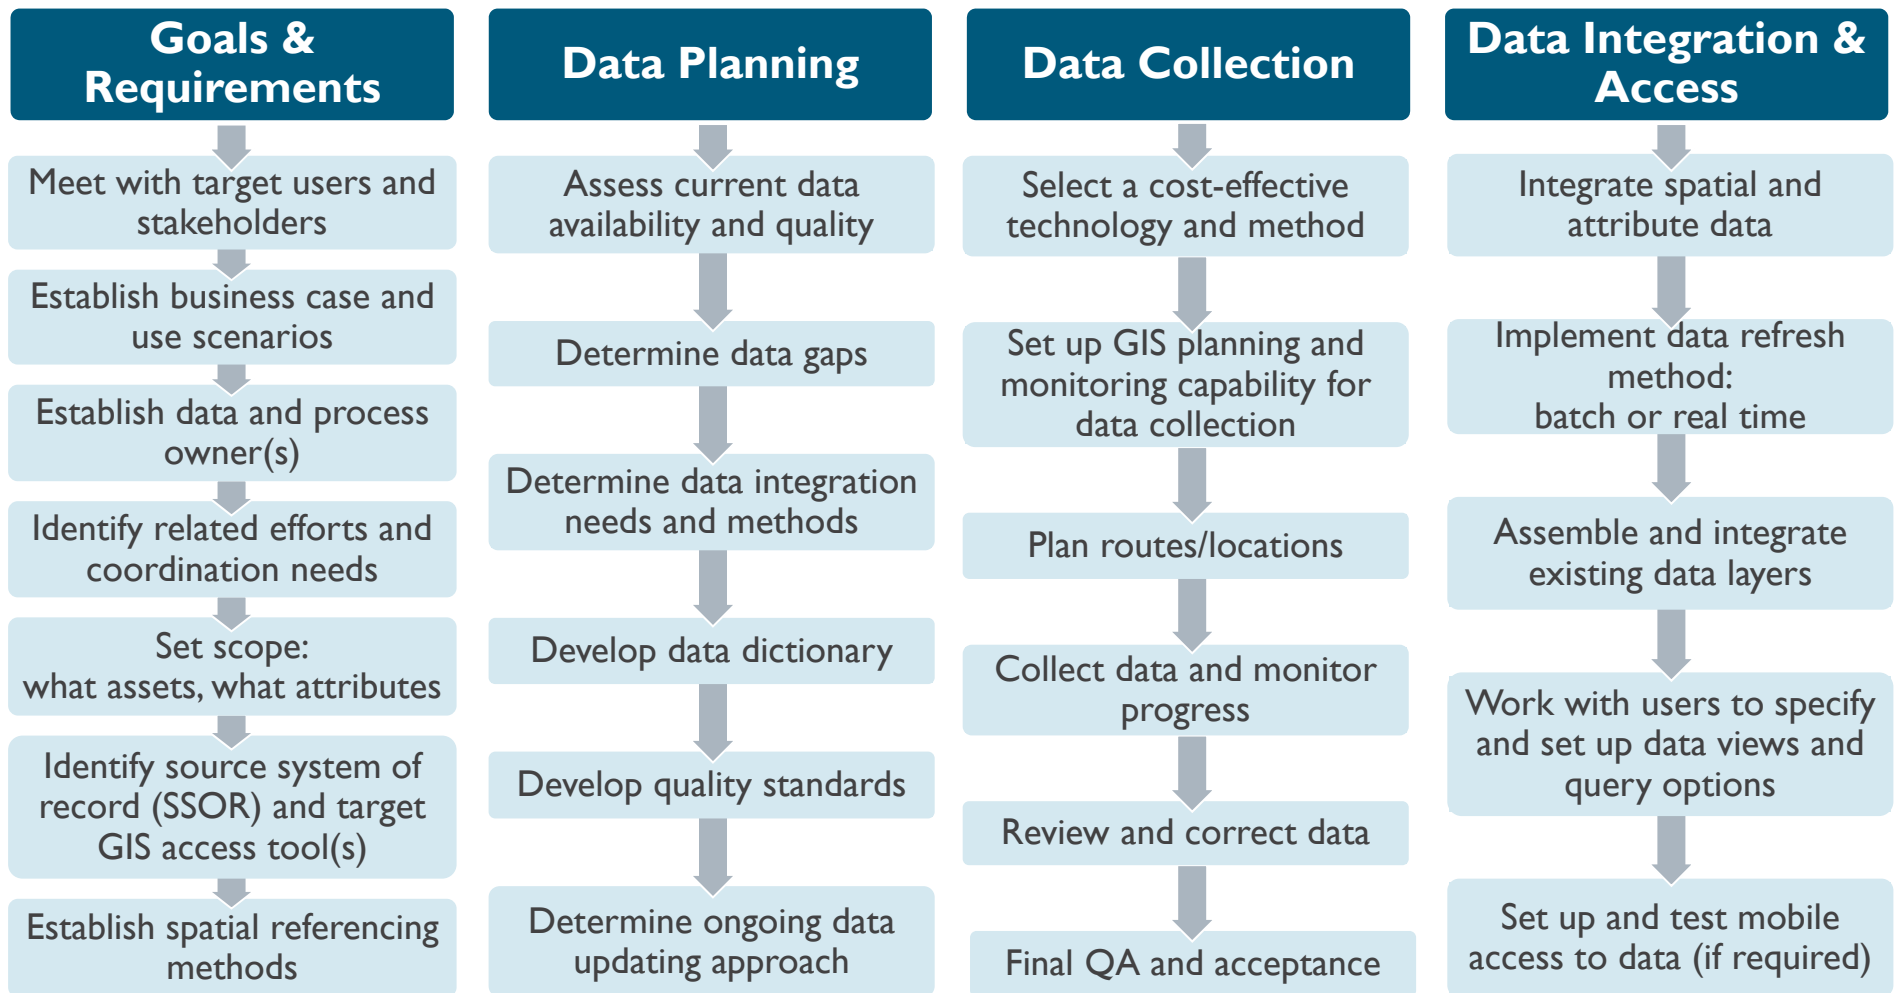 Goals &
Requirements
Meet with target users and
stakeholders
Establish business case and
use scenarios
Establish data and process
owner(s)
Identify related efforts and
coordination needs
Set scope:
what assets, what attributes
Identify source system of
record (SSOR) and target
GIS access tool(s)
Establish spatial referencing
methods
Data Planning
Assess current data
availability and quality
Determine data gaps
Determine data integration
needs and methods
Develop data dictionary
Develop quality standards
Determine ongoing data
updating approach
Data Collection
Select a cost-effective
technology and method
Set up GIS planning and
monitoring capability for
data collection
Plan routes/locations
Collect data and monitor
progress
Review and correct data
Final QA and acceptance
Data Integration &
Access
Integrate spatial and
attribute data
Implement data refresh
method:
batch or real time
Assemble and integrate
existing data layers
Work with users to specify
and set up data views and
query options
Set up and test mobile
access to data (if required)